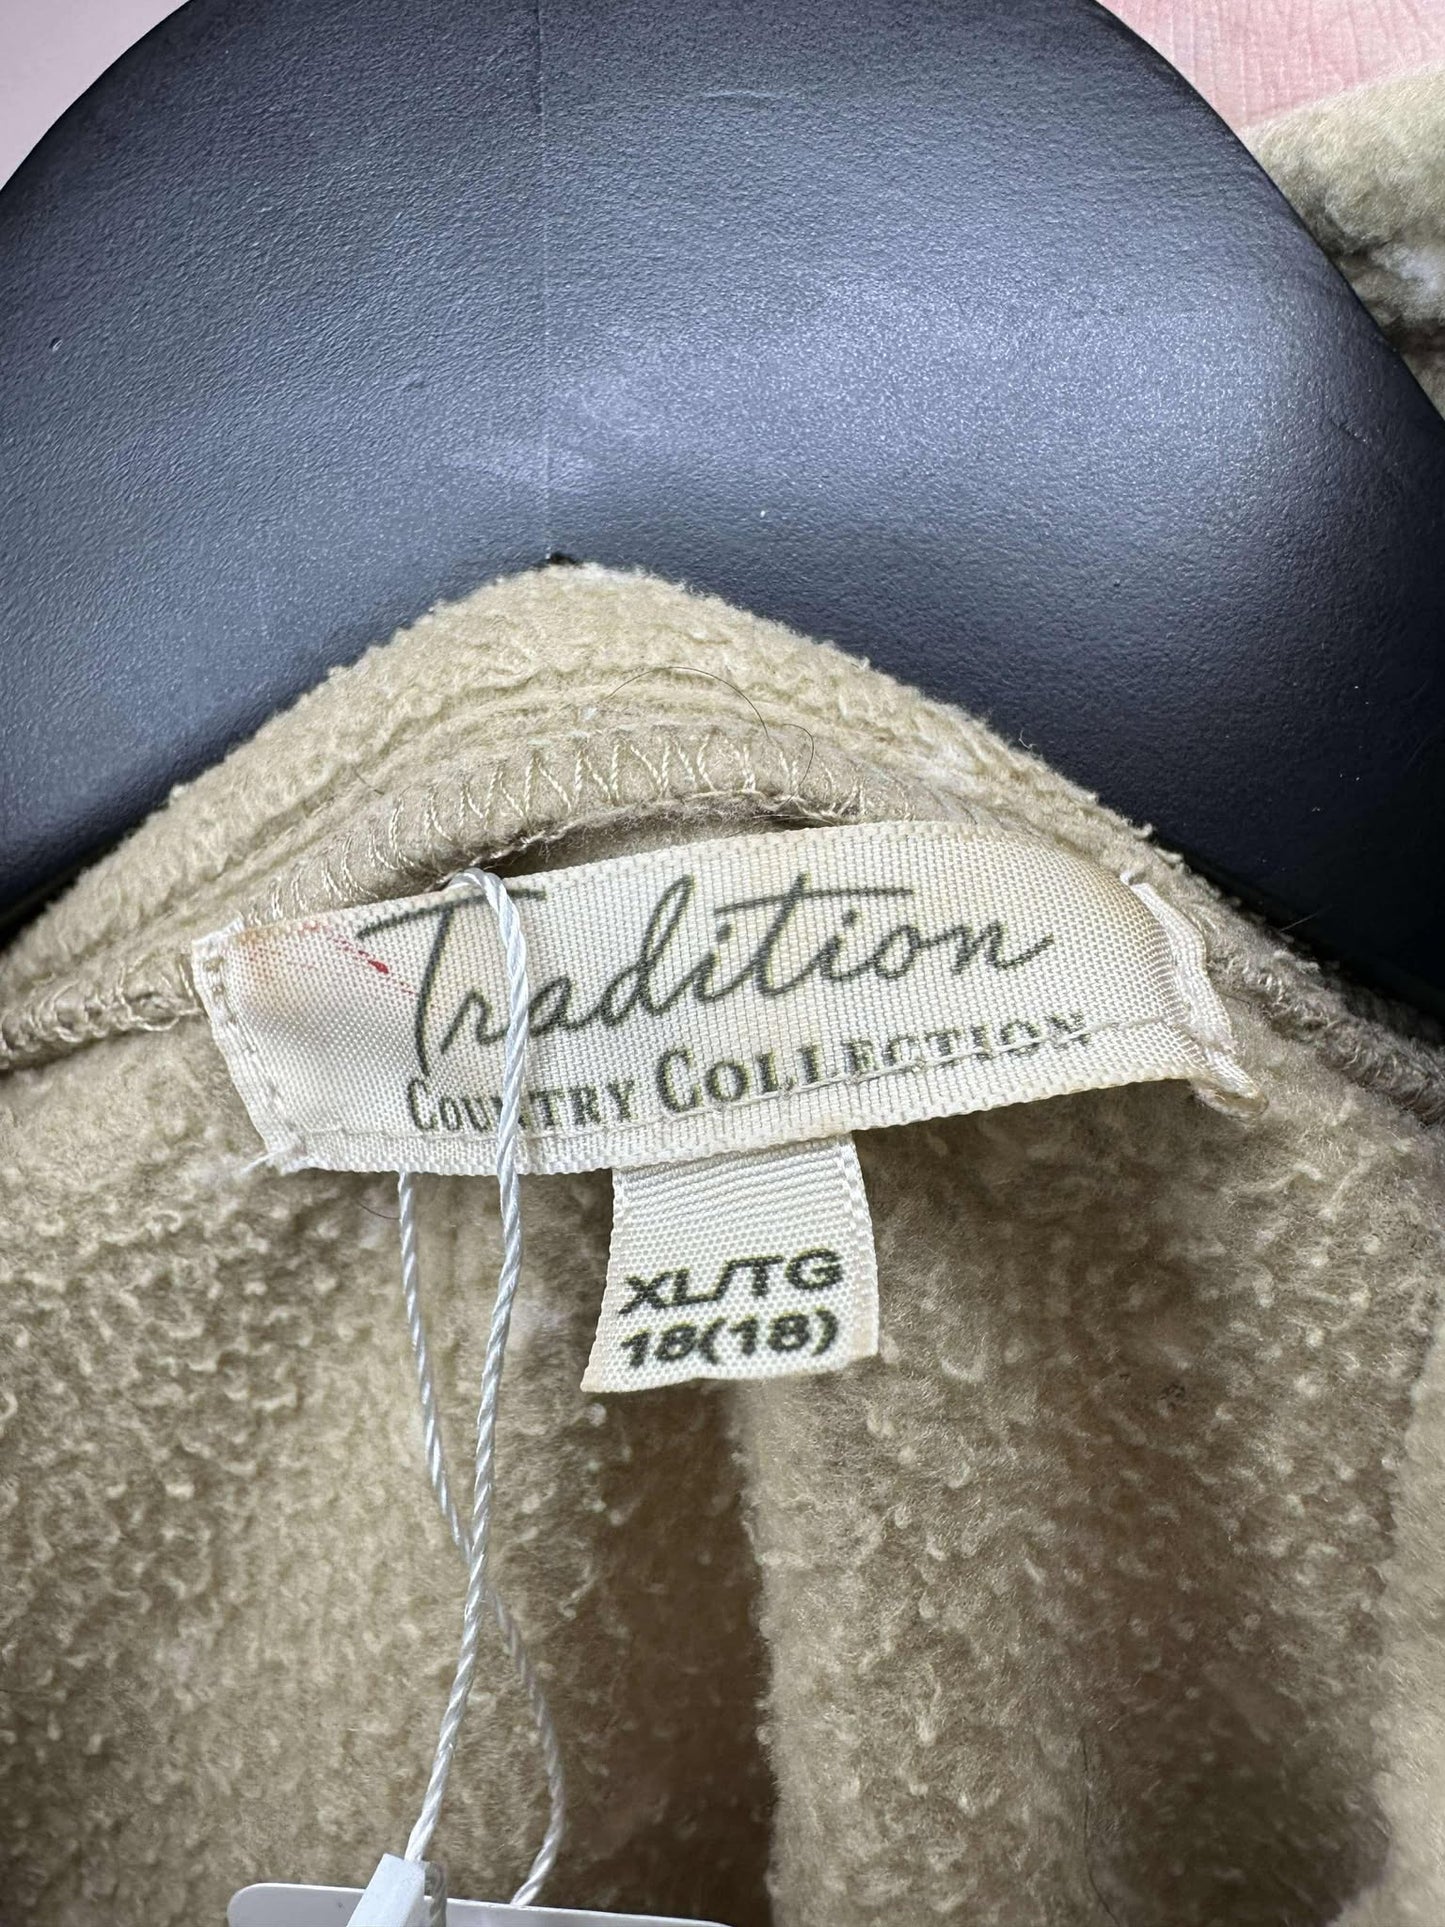 Tradition
COUNTRY COLLECTION
XL/TG
18(18)